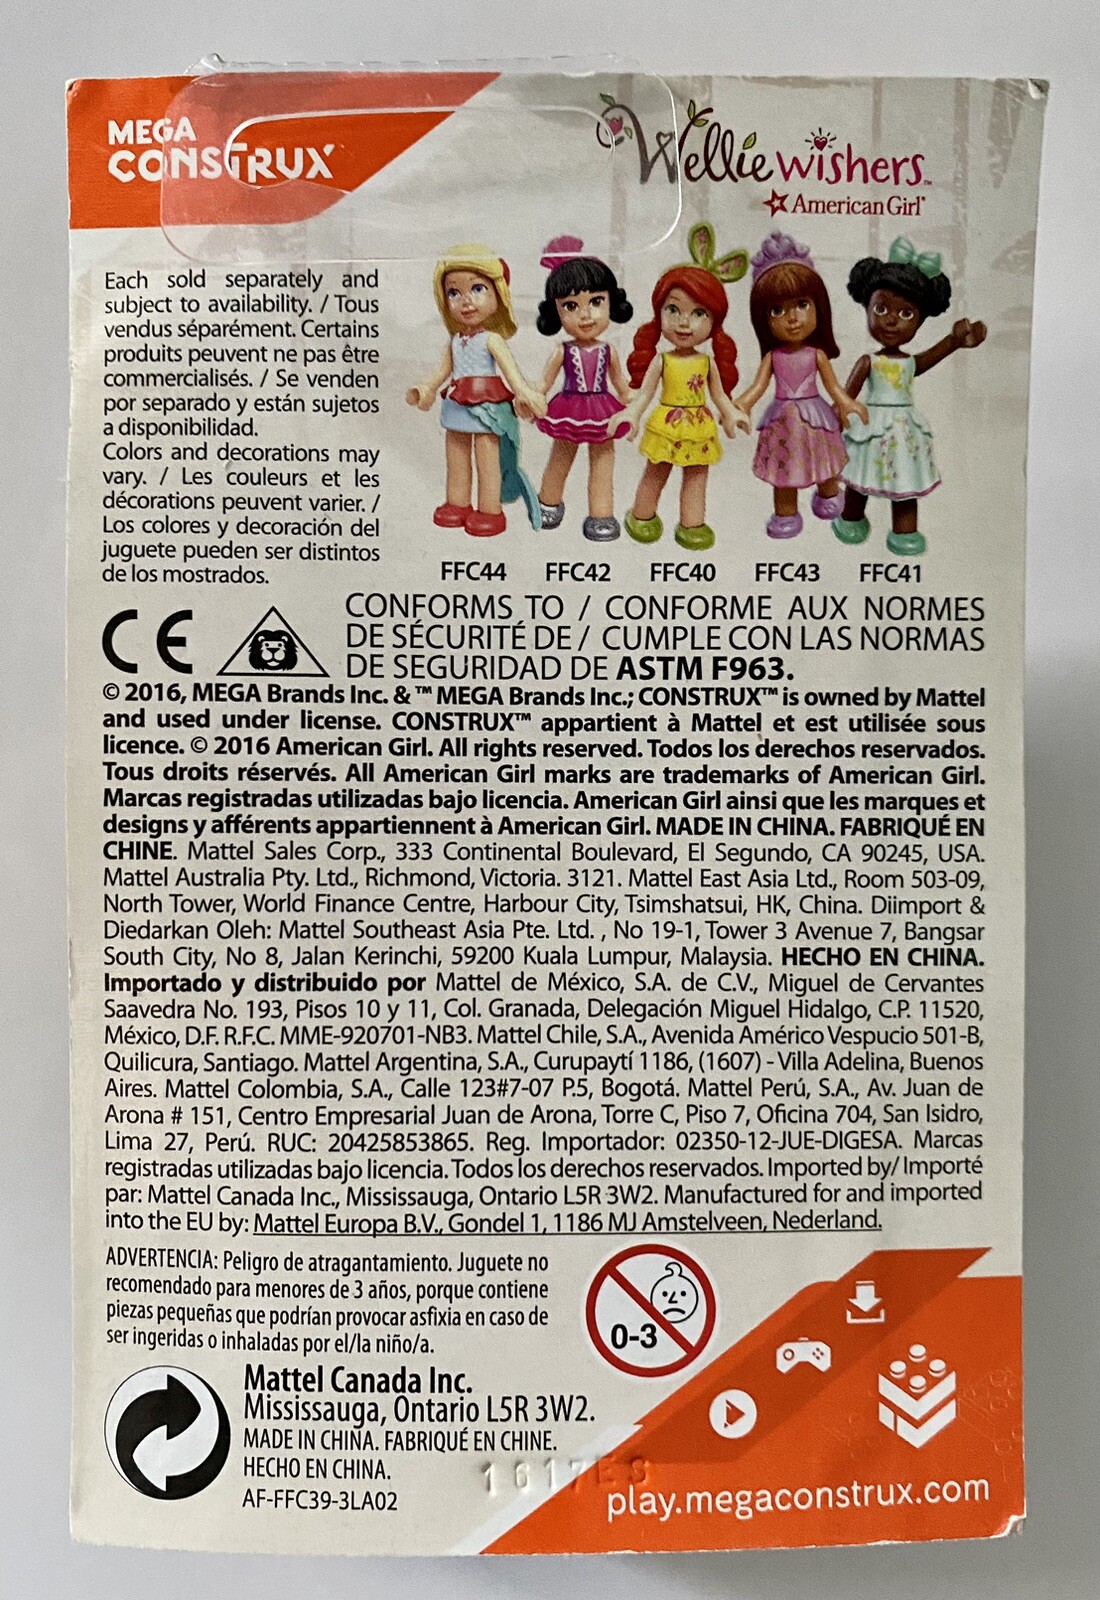 MEGA
CONSTRUX
Welliewishers™
American Girl®
Each sold separately and
subject to availability. / Tous
vendus séparément. Certains
produits peuvent ne pas être
commercialisés. / Se venden
por separado y están sujetos
a disponibilidad.
Colors and decorations may
vary. / Les couleurs et les
décorations peuvent varier. /
Los colores y decoración del
juguete pueden ser distintos
de los mostrados.
FFC44 FFC42 FFC40 FFC43 FFC41
CE
CONFORMS TO / CONFORME AUX NORMES
DE SÉCURITÉ DE / CUMPLE CON LAS NORMAS
DE SEGURIDAD DE ASTM F963.
© 2016, MEGA Brands Inc. & ™ MEGA Brands Inc.; CONSTRUX™ is owned by Mattel
and used under license. CONSTRUX™ appartient à Mattel et est utilisée sous
licence. © 2016 American Girl. All rights reserved. Todos los derechos reservados.
Tous droits réservés. All American Girl marks are trademarks of American Girl.
Marcas registradas utilizadas bajo licencia. American Girl ainsi que les marques et
designs y afférents appartiennent à American Girl. MADE IN CHINA. FABRIQUÉ EN
CHINE. Mattel Sales Corp., 333 Continental Boulevard, El Segundo, CA 90245, USA.
Mattel Australia Pty. Ltd., Richmond, Victoria. 3121. Mattel East Asia Ltd., Room 503-09,
North Tower, World Finance Centre, Harbour City, Tsimshatsui, HK, China. Diimport &
Diedarkan Oleh: Mattel Southeast Asia Pte. Ltd. , No 19-1, Tower 3 Avenue 7, Bangsar
South City, No 8, Jalan Kerinchi, 59200 Kuala Lumpur, Malaysia. HECHO EN CHINA.
Importado y distribuido por Mattel de México, S.A. de C.V., Miguel de Cervantes
Saavedra No. 193, Pisos 10 y 11, Col. Granada, Delegación Miguel Hidalgo, C.P. 11520,
México, D.F. R.F.C. MME-920701-NB3. Mattel Chile, S.A., Avenida Américo Vespucio 501-B,
Quilicura, Santiago. Mattel Argentina, S.A., Curupaytí 1186, (1607) - Villa Adelina, Buenos
Aires. Mattel Colombia, S.A., Calle 123#7-07 P.5, Bogotá. Mattel Perú, S.A., Av. Juan de
Arona # 151, Centro Empresarial Juan de Arona, Torre C, Piso 7, Oficina 704, San Isidro,
Lima 27, Perú. RUC: 20425853865. Reg. Importador: 02350-12-JUE-DIGESA. Marcas
registradas utilizadas bajo licencia. Todos los derechos reservados. Imported by/ Importé
par: Mattel Canada Inc., Mississauga, Ontario L5R 3W2. Manufactured for and imported
into the EU by: Mattel Europa B.V., Gondel 1, 1186 MJ Amstelveen, Nederland.
ADVERTENCIA: Peligro de atragantamiento. Juguete no
recomendado para menores de 3 años, porque contiene
piezas pequeñas que podrían provocar asfixia en caso de
ser ingeridas o inhaladas por el/la niño/a.
0-3
Mattel Canada Inc.
Mississauga, Ontario L5R 3W2.
MADE IN CHINA. FABRIQUÉ EN CHINE.
HECHO EN CHINA.
AF-FFC39-3LA02
1617ES
play.megaconstrux.com